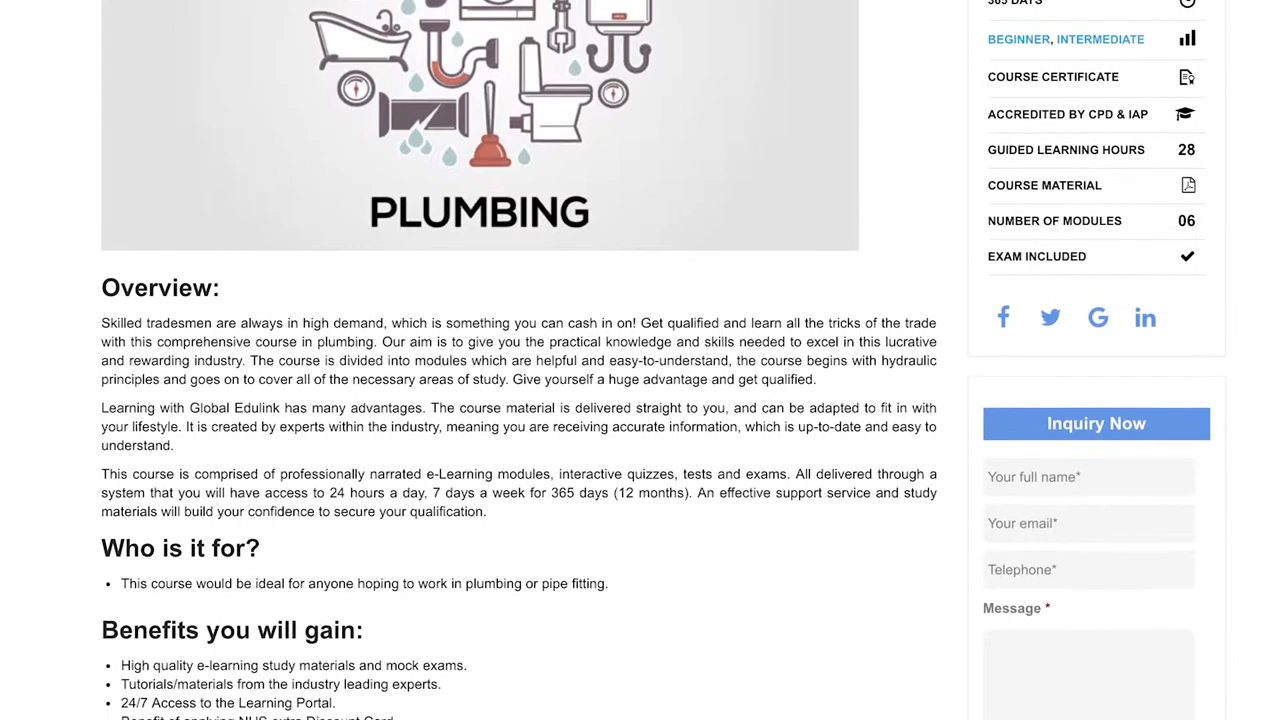 PLUMBING
Overview:
Skilled tradesmen are always in high demand, which is something you can cash in on! Get qualified and learn all the tricks of the trade
with this comprehensive course in plumbing. Our aim is to give you the practical knowledge and skills needed to excel in this lucrative
and rewarding industry. The course is divided into modules which are helpful and easy-to-understand, the course begins with hydraulic
principles and goes on to cover all of the necessary areas of study. Give yourself a huge advantage and get qualified.
Learning with Global Edulink has many advantages. The course material is delivered straight to you, and can be adapted to fit in with
your lifestyle. It is created by experts within the industry, meaning you are receiving accurate information, which is up-to-date and easy to
understand.
This course is comprised of professionally narrated e-Learning modules, interactive quizzes, tests and exams. All delivered through a
system that you will have access to 24 hours a day, 7 days a week for 365 days (12 months). An effective support service and study
materials will build your confidence to secure your qualification.
Who is it for?
• This course would be ideal for anyone hoping to work in plumbing or pipe fitting.
Benefits you will gain:
• High quality e-learning study materials and mock exams.
• Tutorials/materials from the industry leading experts.
• 24/7 Access to the Learning Portal.
• Benefit of applying NUS extra Discount Card.
365 DAYS
BEGINNER, INTERMEDIATE
COURSE CERTIFICATE
ACCREDITED BY CPD & IAP
GUIDED LEARNING HOURS 28
COURSE MATERIAL
NUMBER OF MODULES 06
EXAM INCLUDED
Inquiry Now
Your full name*
Your email*
Telephone*
Message *